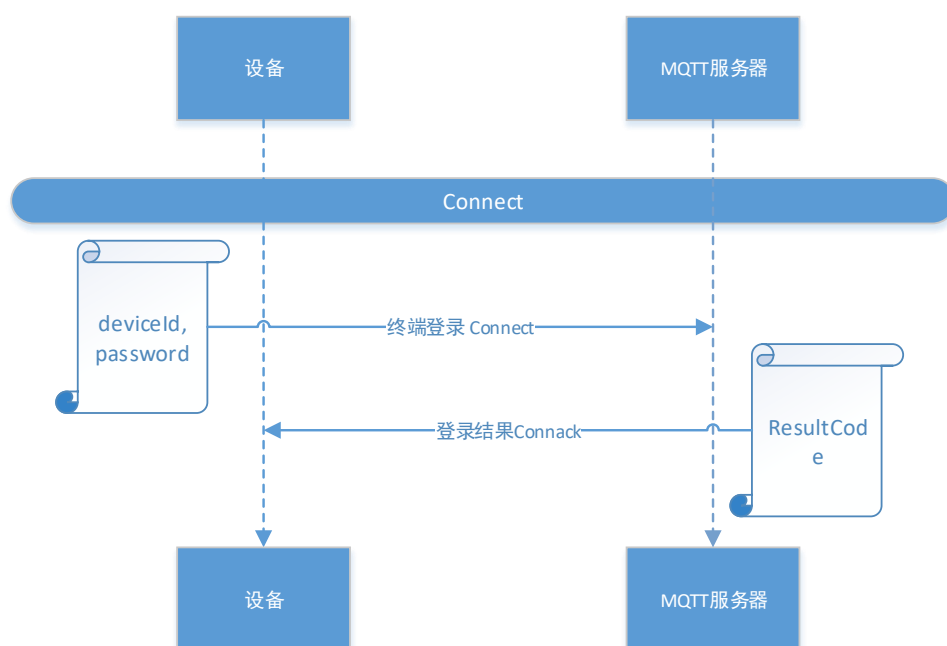 设备
MQTT服务器
Connect
deviceId,
password
终端登录 Connect
登录结果Connack
ResultCod
e
设备
MQTT服务器